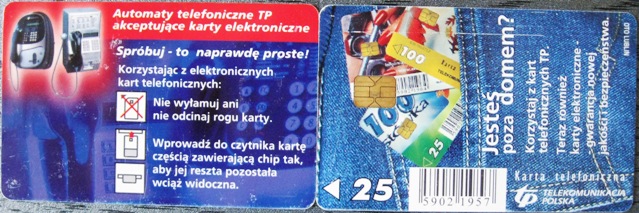 Automaty telefoniczne TP
akceptujące karty elektroniczne
Spróbuj - to naprawdę proste!
Korzystając z elektronicznych
kart telefonicznych:
Nie wyłamuj ani
nie odcinaj rogu karty.
Wprowadź do czytnika kartę
częścią zawierającą chip tak,
aby jej reszta pozostała
wciąż widoczna.
100
100
25
Jesteś
poza domem?
Korzystaj z kart
telefonicznych TP.
Teraz również
karty elektroniczne -
gwarancja nowej
jakości i bezpieczeństwa.
OTO LUBLIN
5902 1957
Karta telefoniczna
TELEKOMUNIKACJA
POLSKA